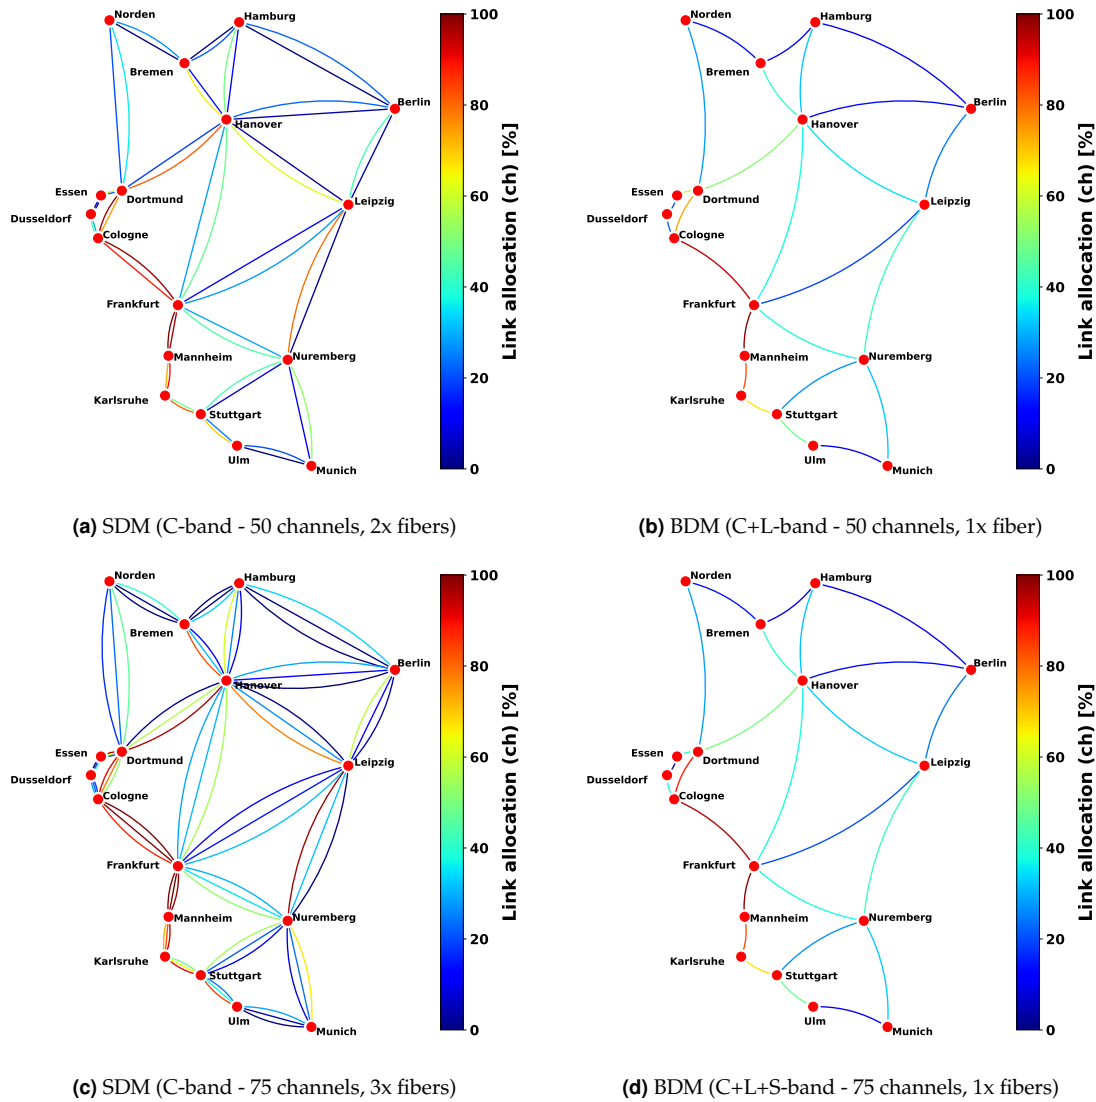 Norden
Hamburg
Bremen
Berlin
Hanover
Essen
Dortmund
Dusseldorf
Cologne
Leipzig
Frankfurt
Mannheim
Nuremberg
Karlsruhe
Stuttgart
Ulm
Munich
100
80
60
40
20
0
Link allocation (ch) [%]
(a) SDM (C-band - 50 channels, 2x fibers)
Norden
Hamburg
Bremen
Berlin
Hanover
Essen
Dortmund
Dusseldorf
Cologne
Leipzig
Frankfurt
Mannheim
Nuremberg
Karlsruhe
Stuttgart
Ulm
Munich
100
80
60
40
20
0
Link allocation (ch) [%]
(b) BDM (C+L-band - 50 channels, 1x fiber)
Norden
Hamburg
Bremen
Berlin
Hanover
Essen
Dortmund
Dusseldorf
Cologne
Leipzig
Frankfurt
Mannheim
Nuremberg
Karlsruhe
Stuttgart
Ulm
Munich
100
80
60
40
20
0
Link allocation (ch) [%]
(c) SDM (C-band - 75 channels, 3x fibers)
Norden
Hamburg
Bremen
Berlin
Hanover
Essen
Dortmund
Dusseldorf
Cologne
Leipzig
Frankfurt
Mannheim
Nuremberg
Karlsruhe
Stuttgart
Ulm
Munich
100
80
60
40
20
0
Link allocation (ch) [%]
(d) BDM (C+L+S-band - 75 channels, 1x fibers)